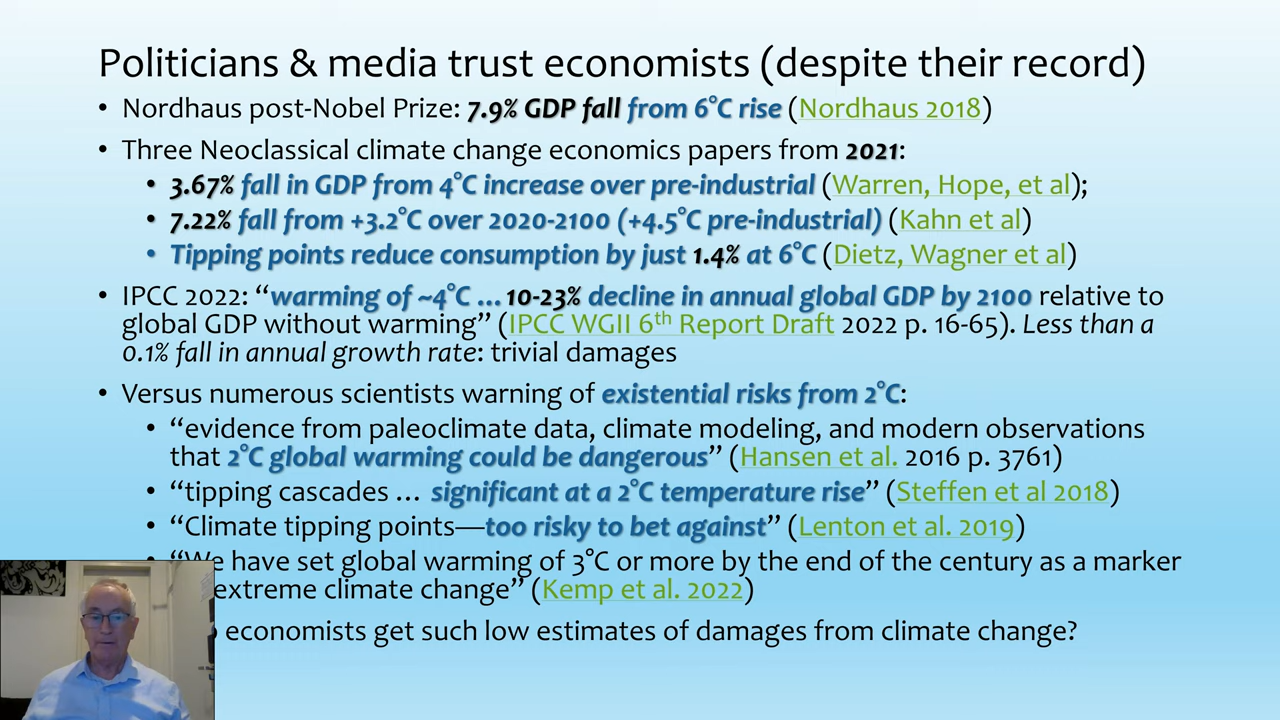 Politicians & media trust economists (despite their record)
• Nordhaus post-Nobel Prize: 7.9% GDP fall from 6°C rise (Nordhaus 2018)
• Three Neoclassical climate change economics papers from 2021:
• 3.67% fall in GDP from 4°C increase over pre-industrial (Warren, Hope, et al);
• 7.22% fall from +3.2°C over 2020-2100 (+4.5°C pre-industrial) (Kahn et al)
• Tipping points reduce consumption by just 1.4% at 6°C (Dietz, Wagner et al)
• IPCC 2022: “warming of ~4°C ... 10-23% decline in annual global GDP by 2100 relative to
global GDP without warming” (IPCC WGII 6th Report Draft 2022 p. 16-65). Less than a
0.1% fall in annual growth rate: trivial damages
• Versus numerous scientists warning of existential risks from 2°C:
• “evidence from paleoclimate data, climate modeling, and modern observations
that 2°C global warming could be dangerous” (Hansen et al. 2016 p. 3761)
• “tipping cascades … significant at a 2°C temperature rise” (Steffen et al 2018)
• “Climate tipping points—too risky to bet against” (Lenton et al. 2019)
• “We have set global warming of 3°C or more by the end of the century as a marker
extreme climate change” (Kemp et al. 2022)
economists get such low estimates of damages from climate change?